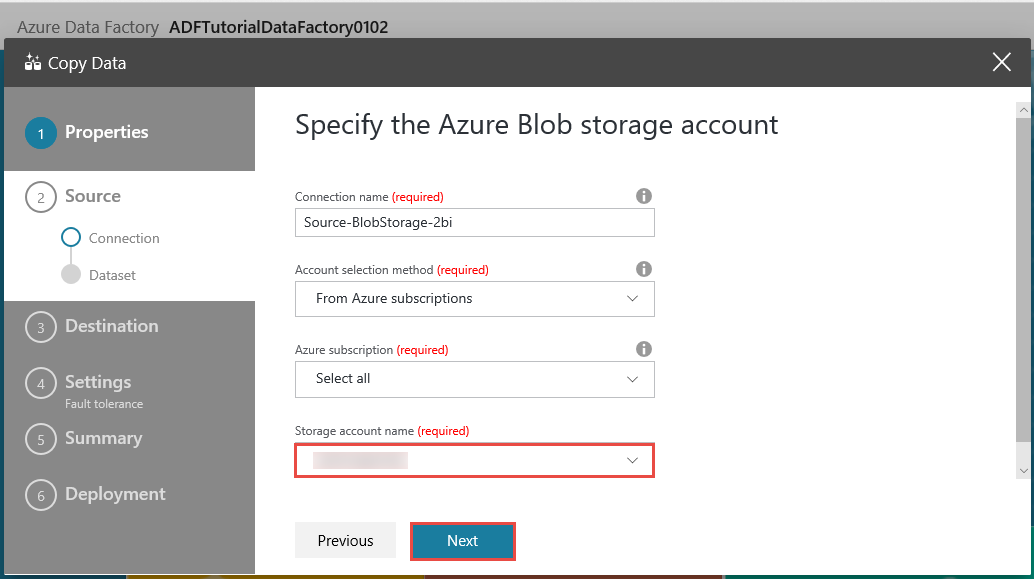 Azure Data Factory ADFTutorialDataFactory0102
Copy Data
1 Properties
2 Source
Connection
Dataset
3 Destination
4 Settings
Fault tolerance
5 Summary
6 Deployment
Specify the Azure Blob storage account
Connection name (required)
Source-BlobStorage-2bi
Account selection method (required)
From Azure subscriptions
Azure subscription (required)
Select all
Storage account name (required)
Previous
Next